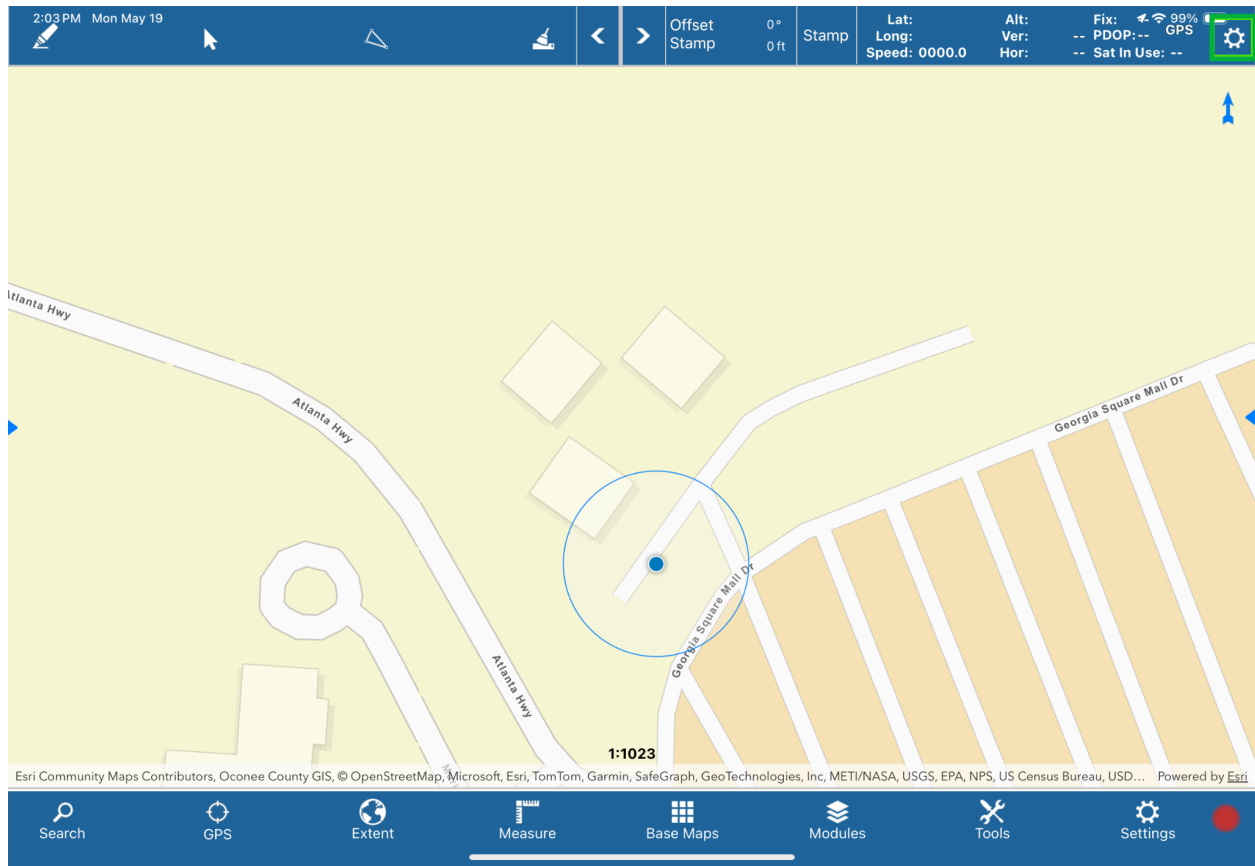 2:03 PM Mon May 19
Offset 0°
Stamp 0 ft
Stamp
Lat:
Long:
Speed: 0000.0
Alt:
Ver: --
Hor: --
Fix:
99%
PDOP:-- GPS
Sat In Use: --
Atlanta Hwy
Atlanta Hwy
Georgia Square Mall Dr
Georgia Square Mall Dr
Atlanta Hwy
1:1023
Esri Community Maps Contributors, Oconee County GIS, © OpenStreetMap, Microsoft, Esri, TomTom, Garmin, SafeGraph, GeoTechnologies, Inc, METI/NASA, USGS, EPA, NPS, US Census Bureau, USD... Powered by Esri
Search
GPS
Extent
Measure
Base Maps
Modules
Tools
Settings